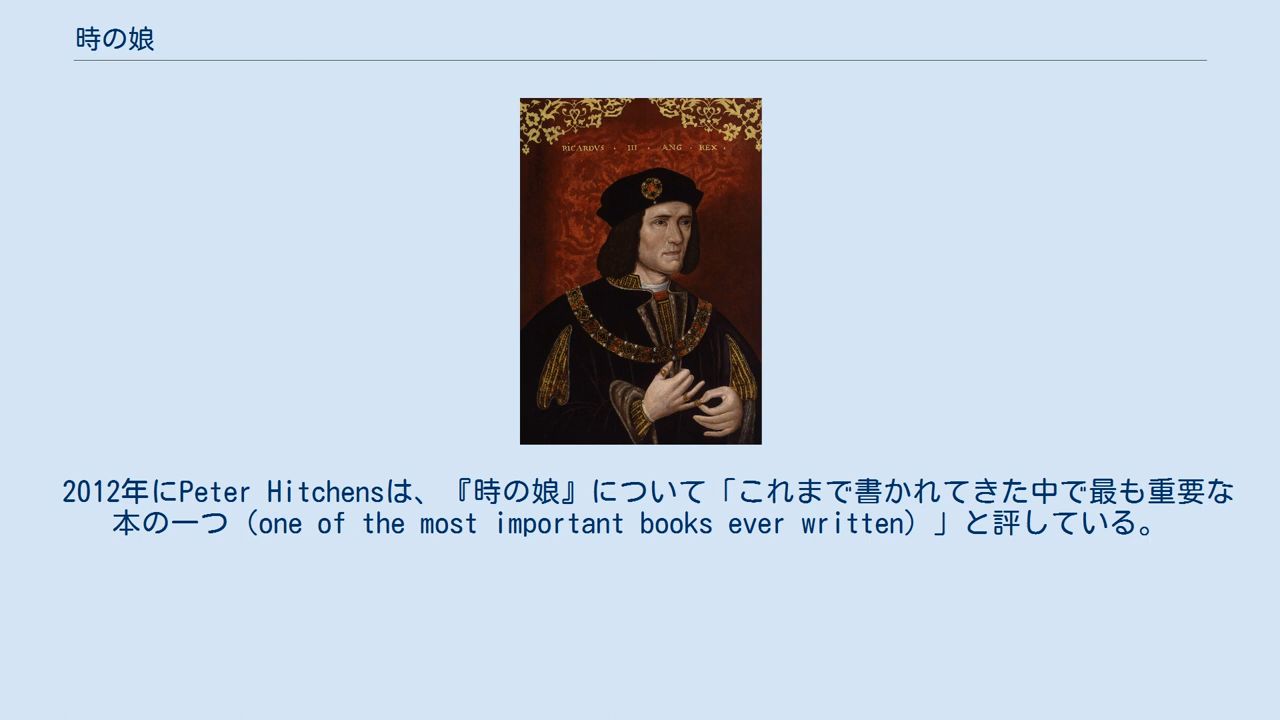 時の娘
RICARDVS · III · ANG · REX ·
2012年にPeter Hitchensは、『時の娘』について「これまで書かれてきた中で最も重要な
本の一つ（one of the most important books ever written）」と評している。